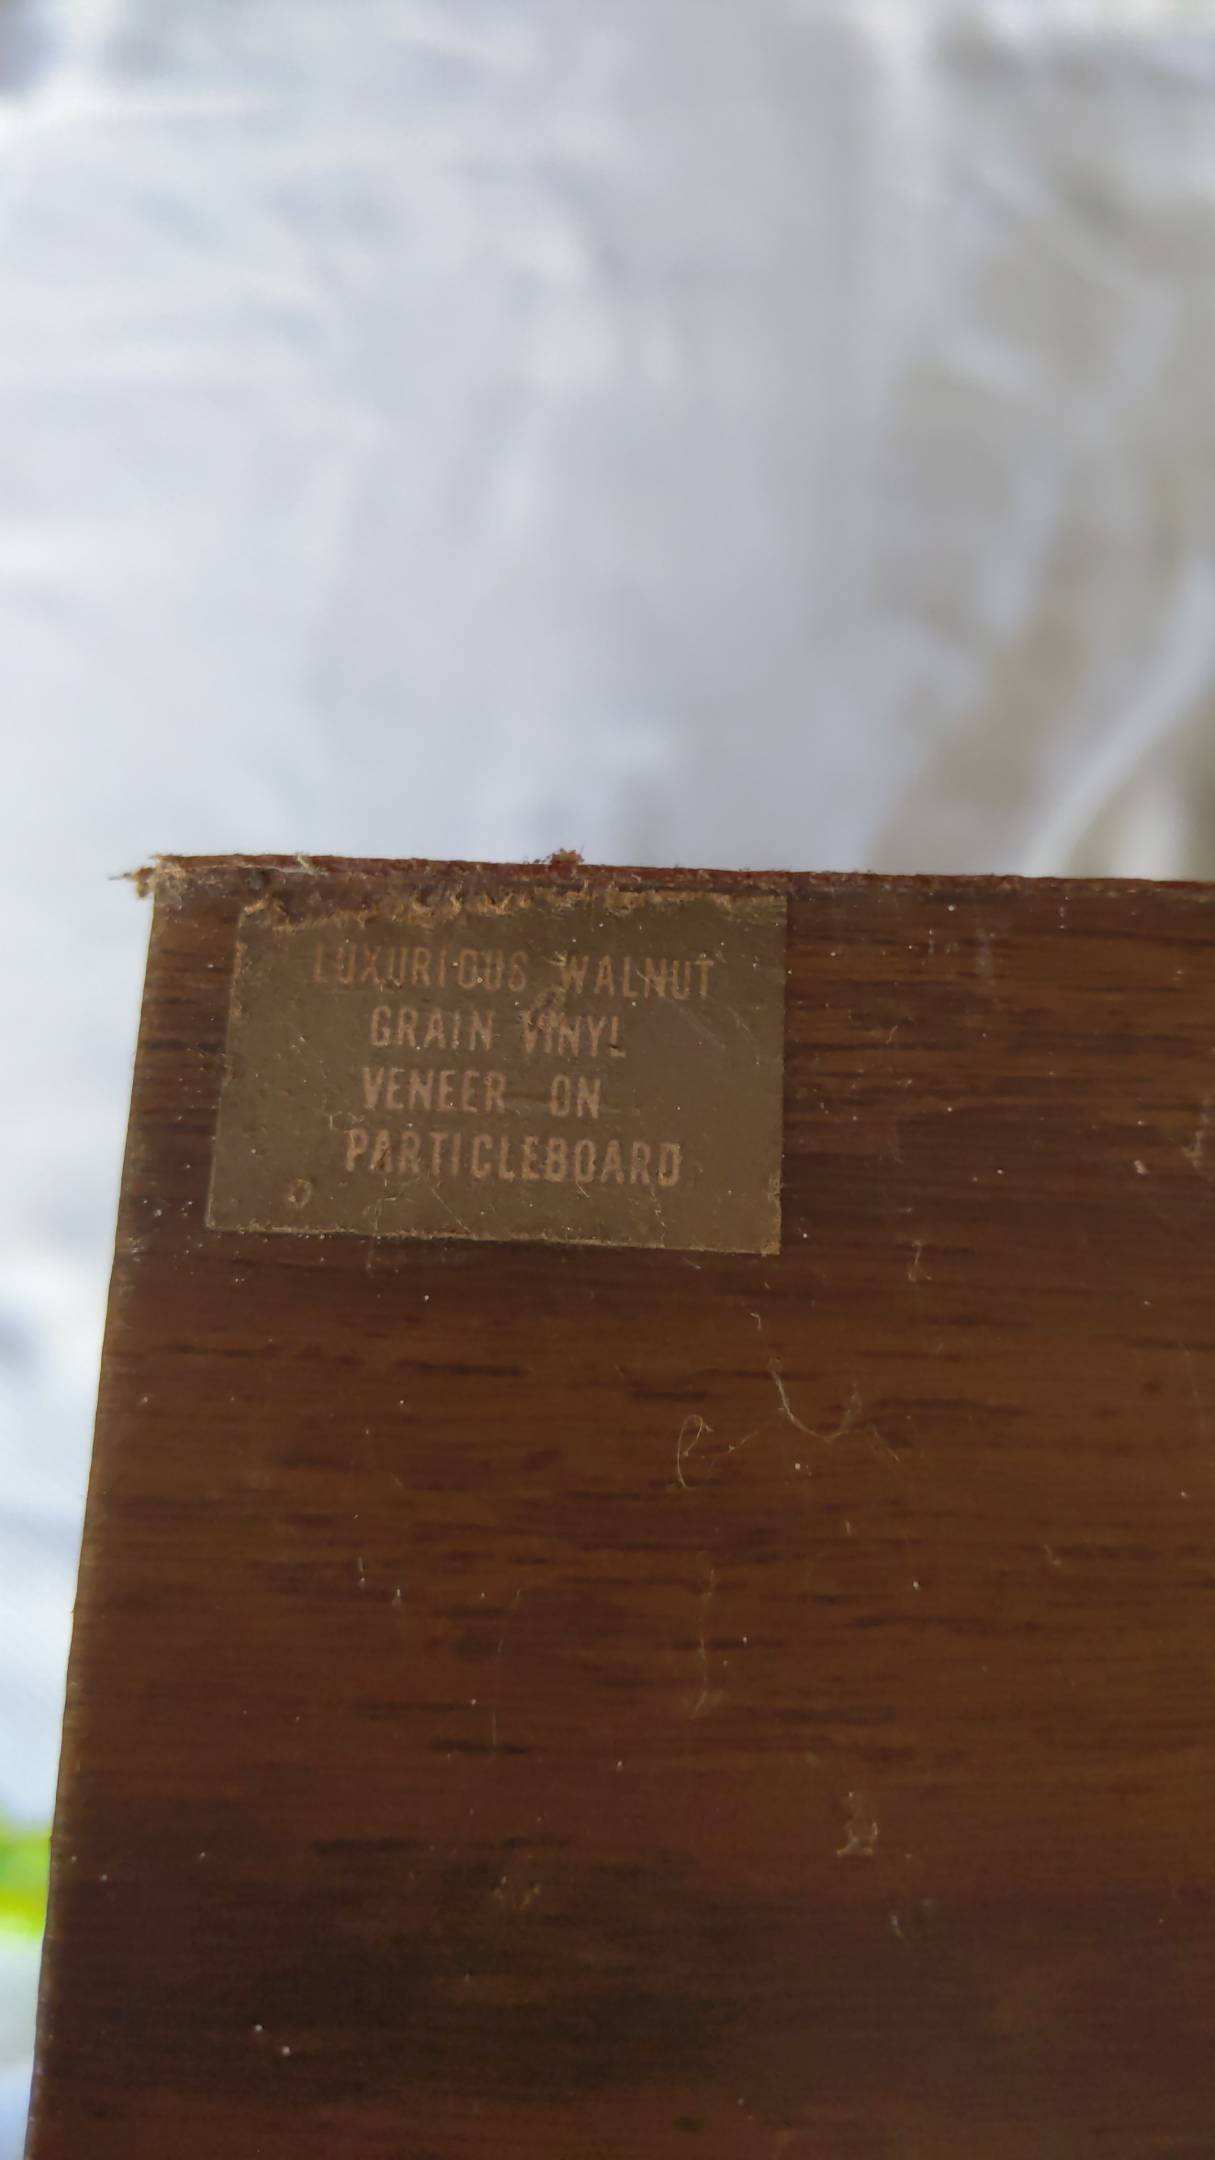 LUXURIOUS WALNUT
GRAIN VINYL
VENEER ON
PARTICLEBOARD